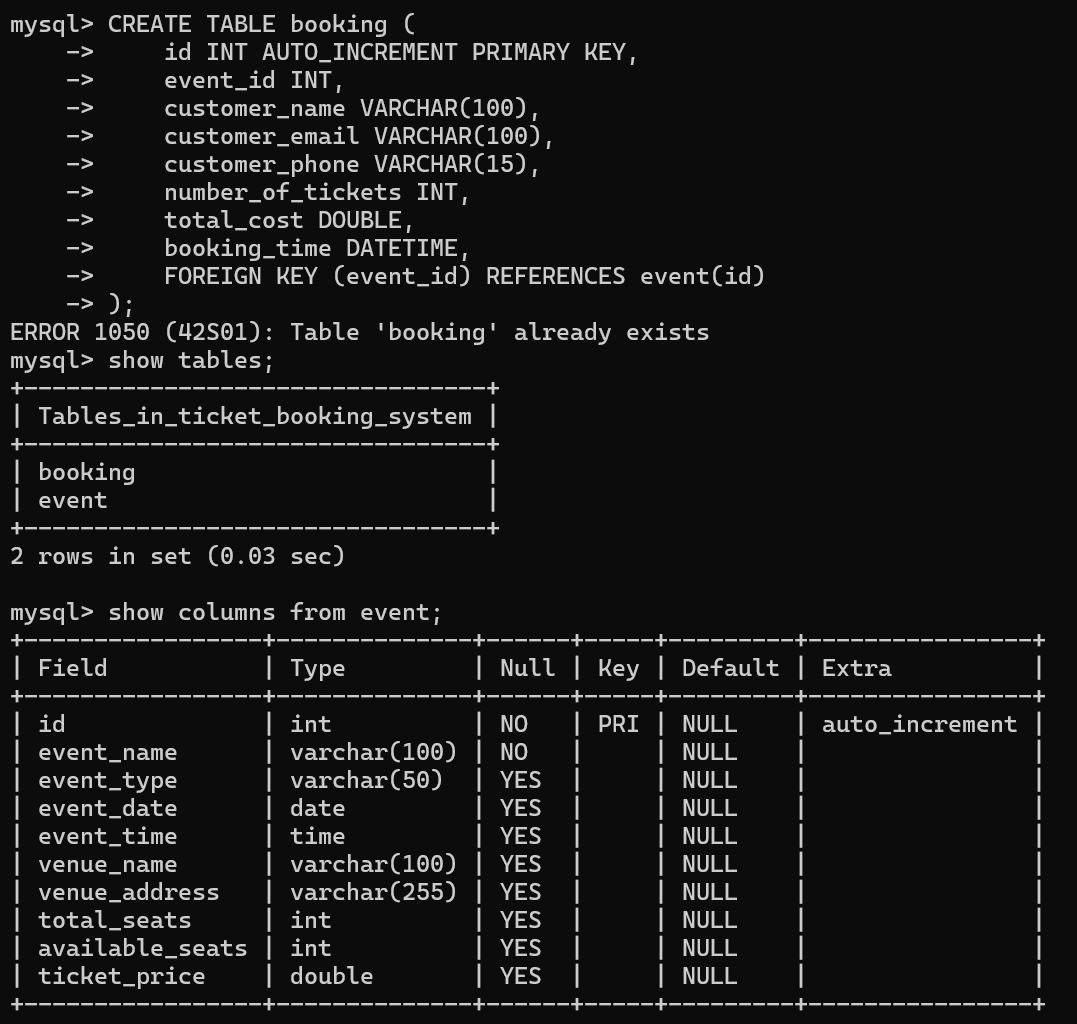 mysql> CREATE TABLE booking (
    ->     id INT AUTO_INCREMENT PRIMARY KEY,
    ->     event_id INT,
    ->     customer_name VARCHAR(100),
    ->     customer_email VARCHAR(100),
    ->     customer_phone VARCHAR(15),
    ->     number_of_tickets INT,
    ->     total_cost DOUBLE,
    ->     booking_time DATETIME,
    ->     FOREIGN KEY (event_id) REFERENCES event(id)
    -> );
ERROR 1050 (42S01): Table 'booking' already exists
mysql> show tables;
+---------------------------------+
| Tables_in_ticket_booking_system |
+---------------------------------+
| booking                         |
| event                           |
+---------------------------------+
2 rows in set (0.03 sec)

mysql> show columns from event;
+-----------------+--------------+------+-----+---------+----------------+
| Field           | Type         | Null | Key | Default | Extra          |
+-----------------+--------------+------+-----+---------+----------------+
| id              | int          | NO   | PRI | NULL    | auto_increment |
| event_name      | varchar(100) | NO   |     | NULL    |                |
| event_type      | varchar(50)  | YES  |     | NULL    |                |
| event_date      | date         | YES  |     | NULL    |                |
| event_time      | time         | YES  |     | NULL    |                |
| venue_name      | varchar(100) | YES  |     | NULL    |                |
| venue_address   | varchar(255) | YES  |     | NULL    |                |
| total_seats     | int          | YES  |     | NULL    |                |
| available_seats | int          | YES  |     | NULL    |                |
| ticket_price    | double       | YES  |     | NULL    |                |
+-----------------+--------------+------+-----+---------+----------------+